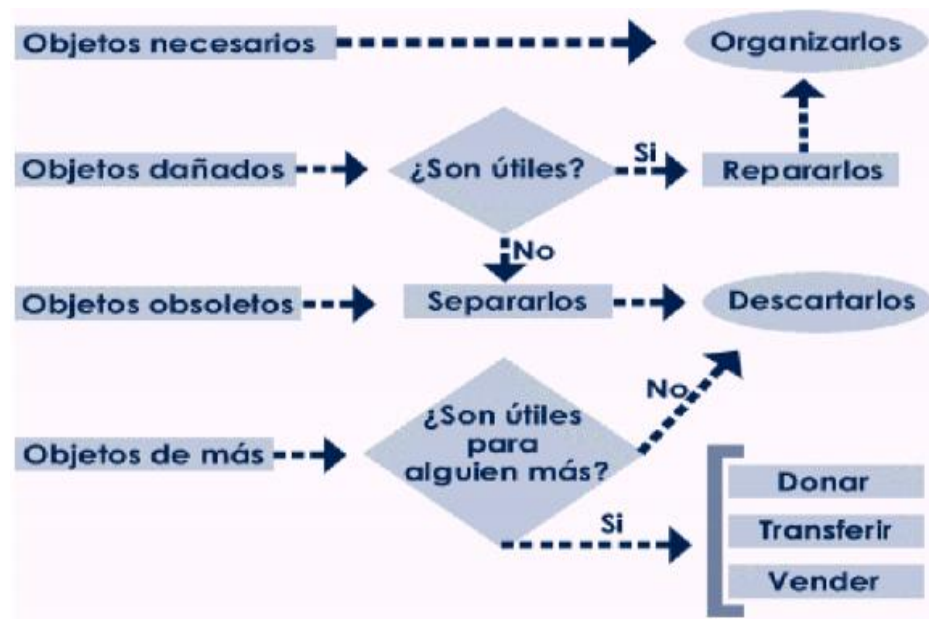 Objetos necesarios
Organizarlos
Objetos dañados
¿Son útiles?
Si
Repararlos
No
Objetos obsoletos
Separarlos
Descartarlos
Objetos de más
¿Son útiles
para
alguien más?
No
Si
Donar
Transferir
Vender